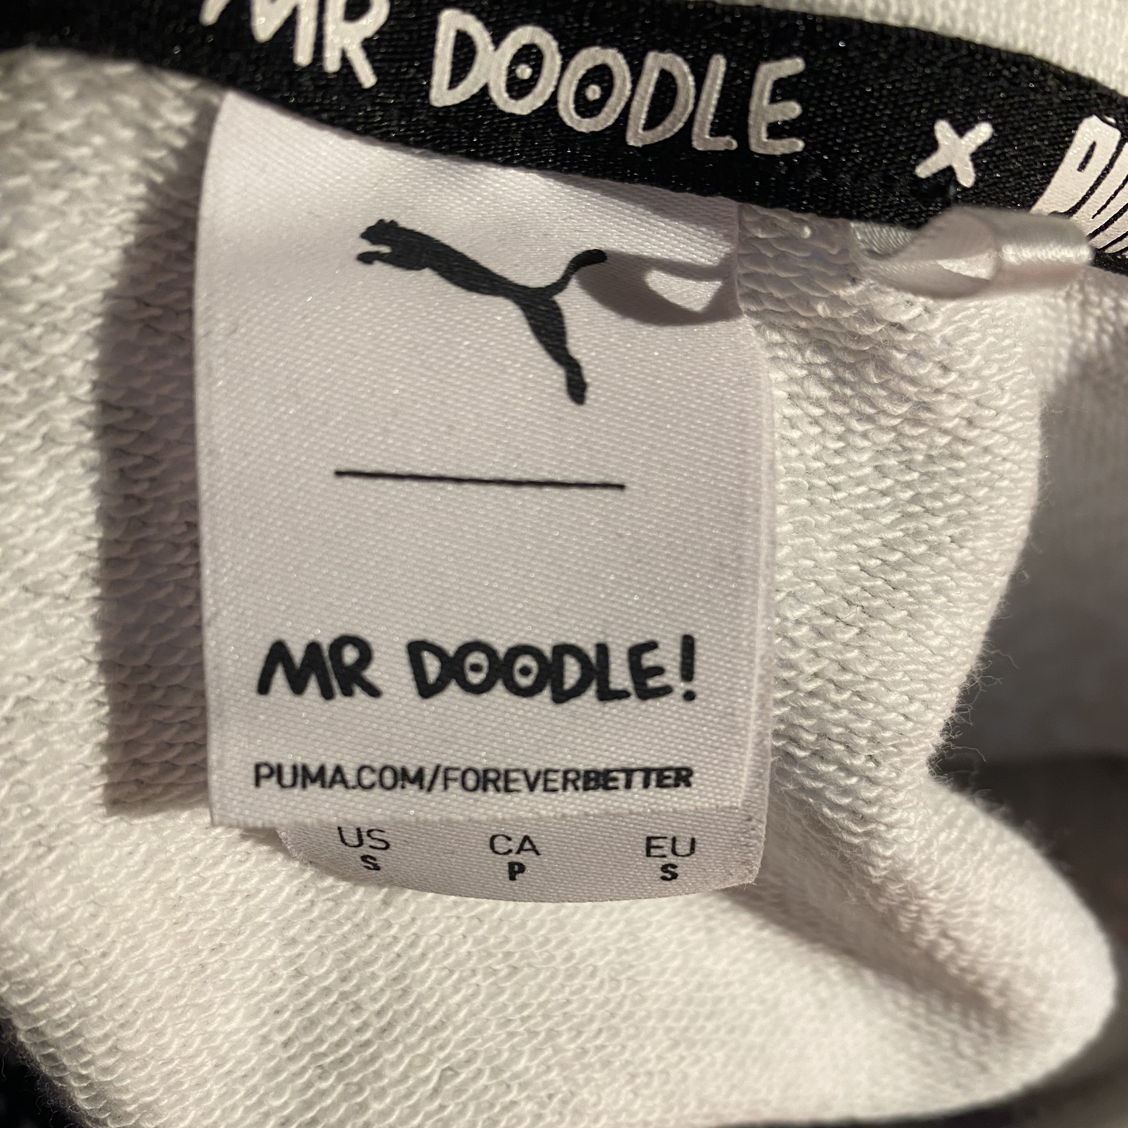 MR DOODLE x
MR DOODLE!
PUMA.COM/FOREVERBETTER
US CA EU
S P S